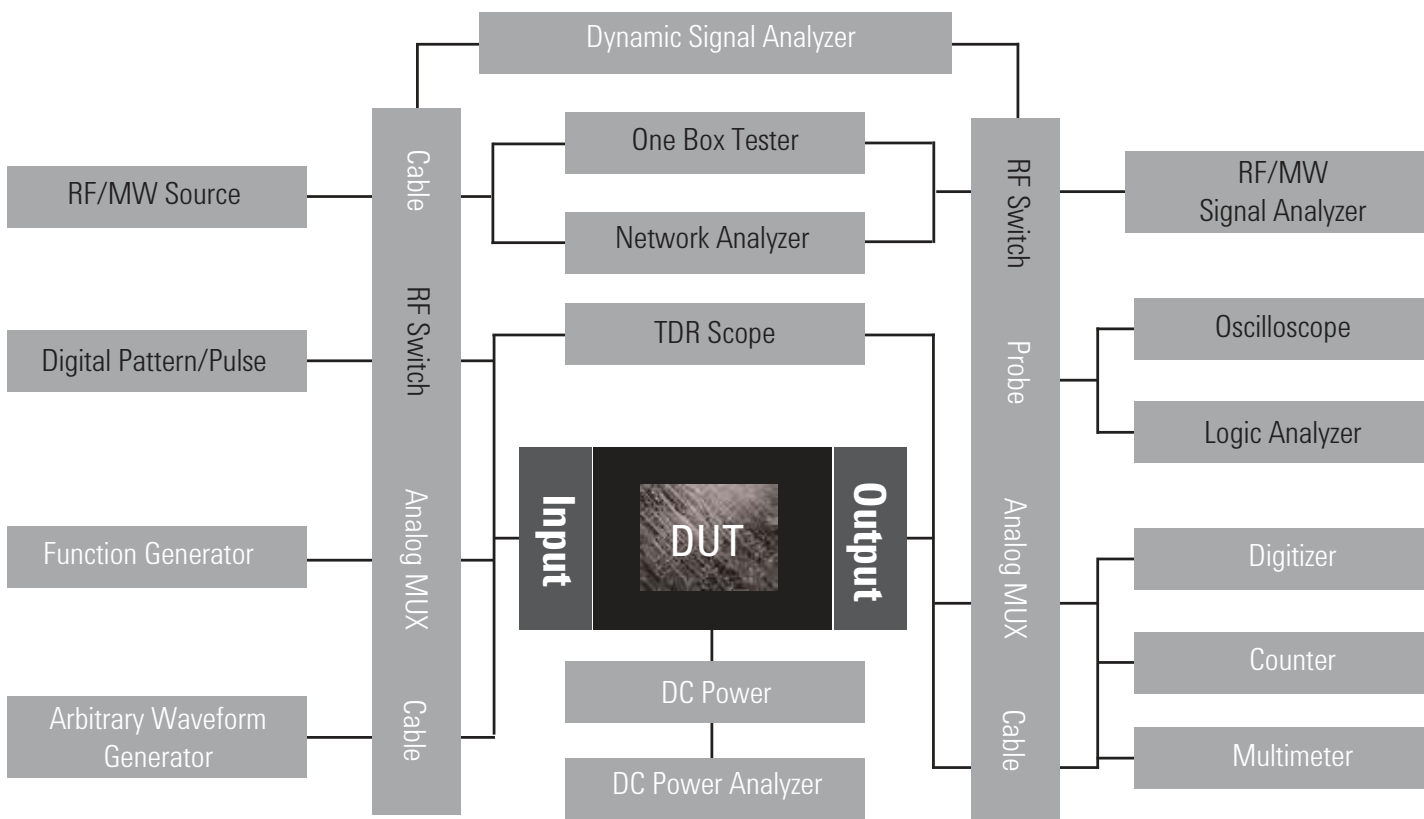 Dynamic Signal Analyzer
RF/MW Source
Digital Pattern/Pulse
Function Generator
Arbitrary Waveform
Generator
Cable
RF Switch
Analog MUX
Cable
One Box Tester
Network Analyzer
TDR Scope
Input
DUT
Output
DC Power
DC Power Analyzer
RF Switch
Probe
Analog MUX
Cable
RF/MW
Signal Analyzer
Oscilloscope
Logic Analyzer
Digitizer
Counter
Multimeter